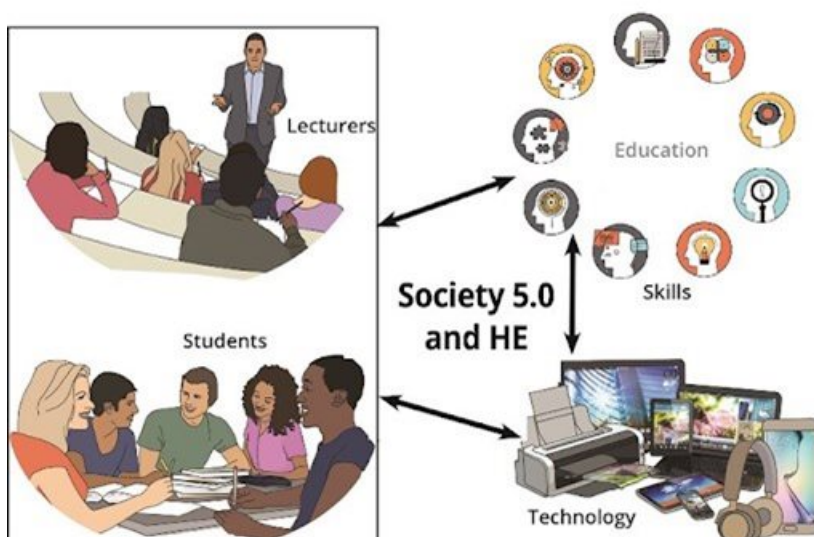 Lecturers
Education
Society 5.0
and HE
Skills
Students
Technology